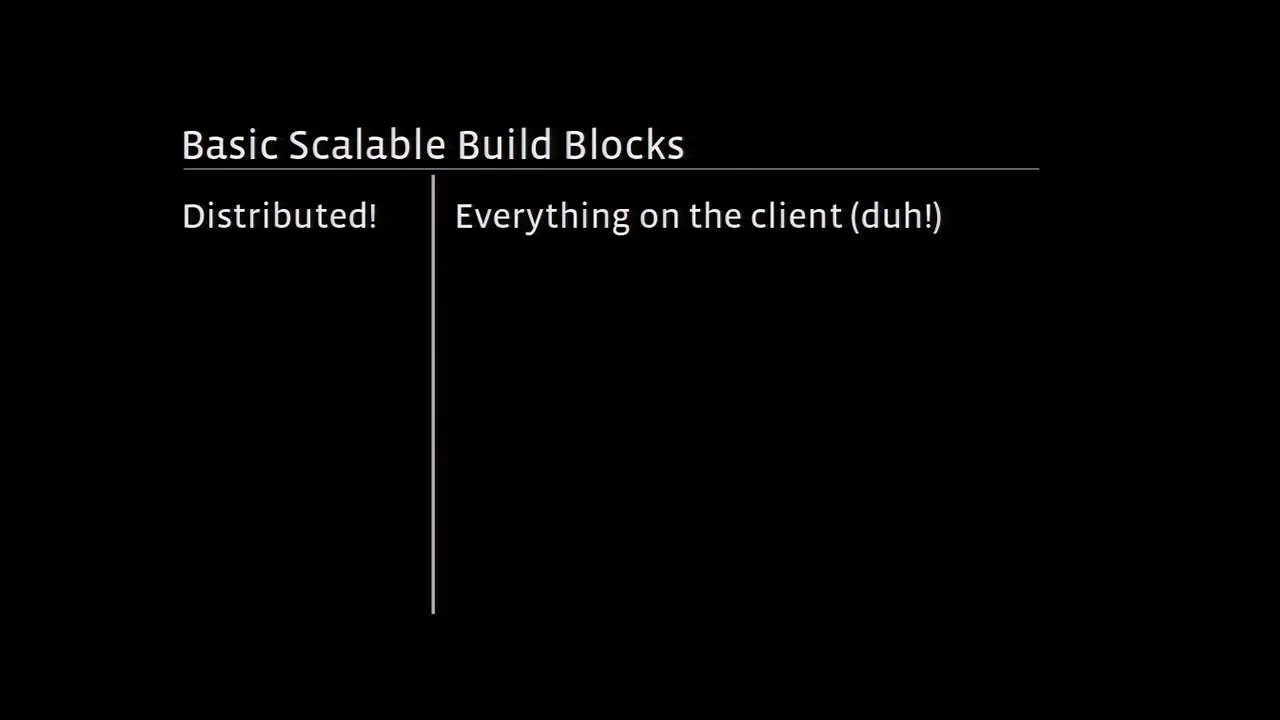 Basic Scalable Build Blocks
Distributed!
Everything on the client (duh!)